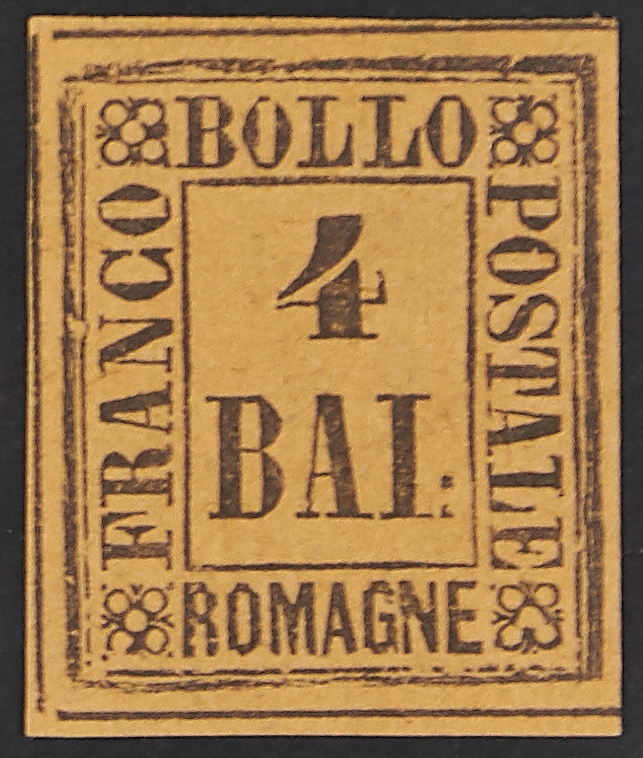 BOLLO
FRANCO
POSTALE
4
BAI:
ROMAGNE